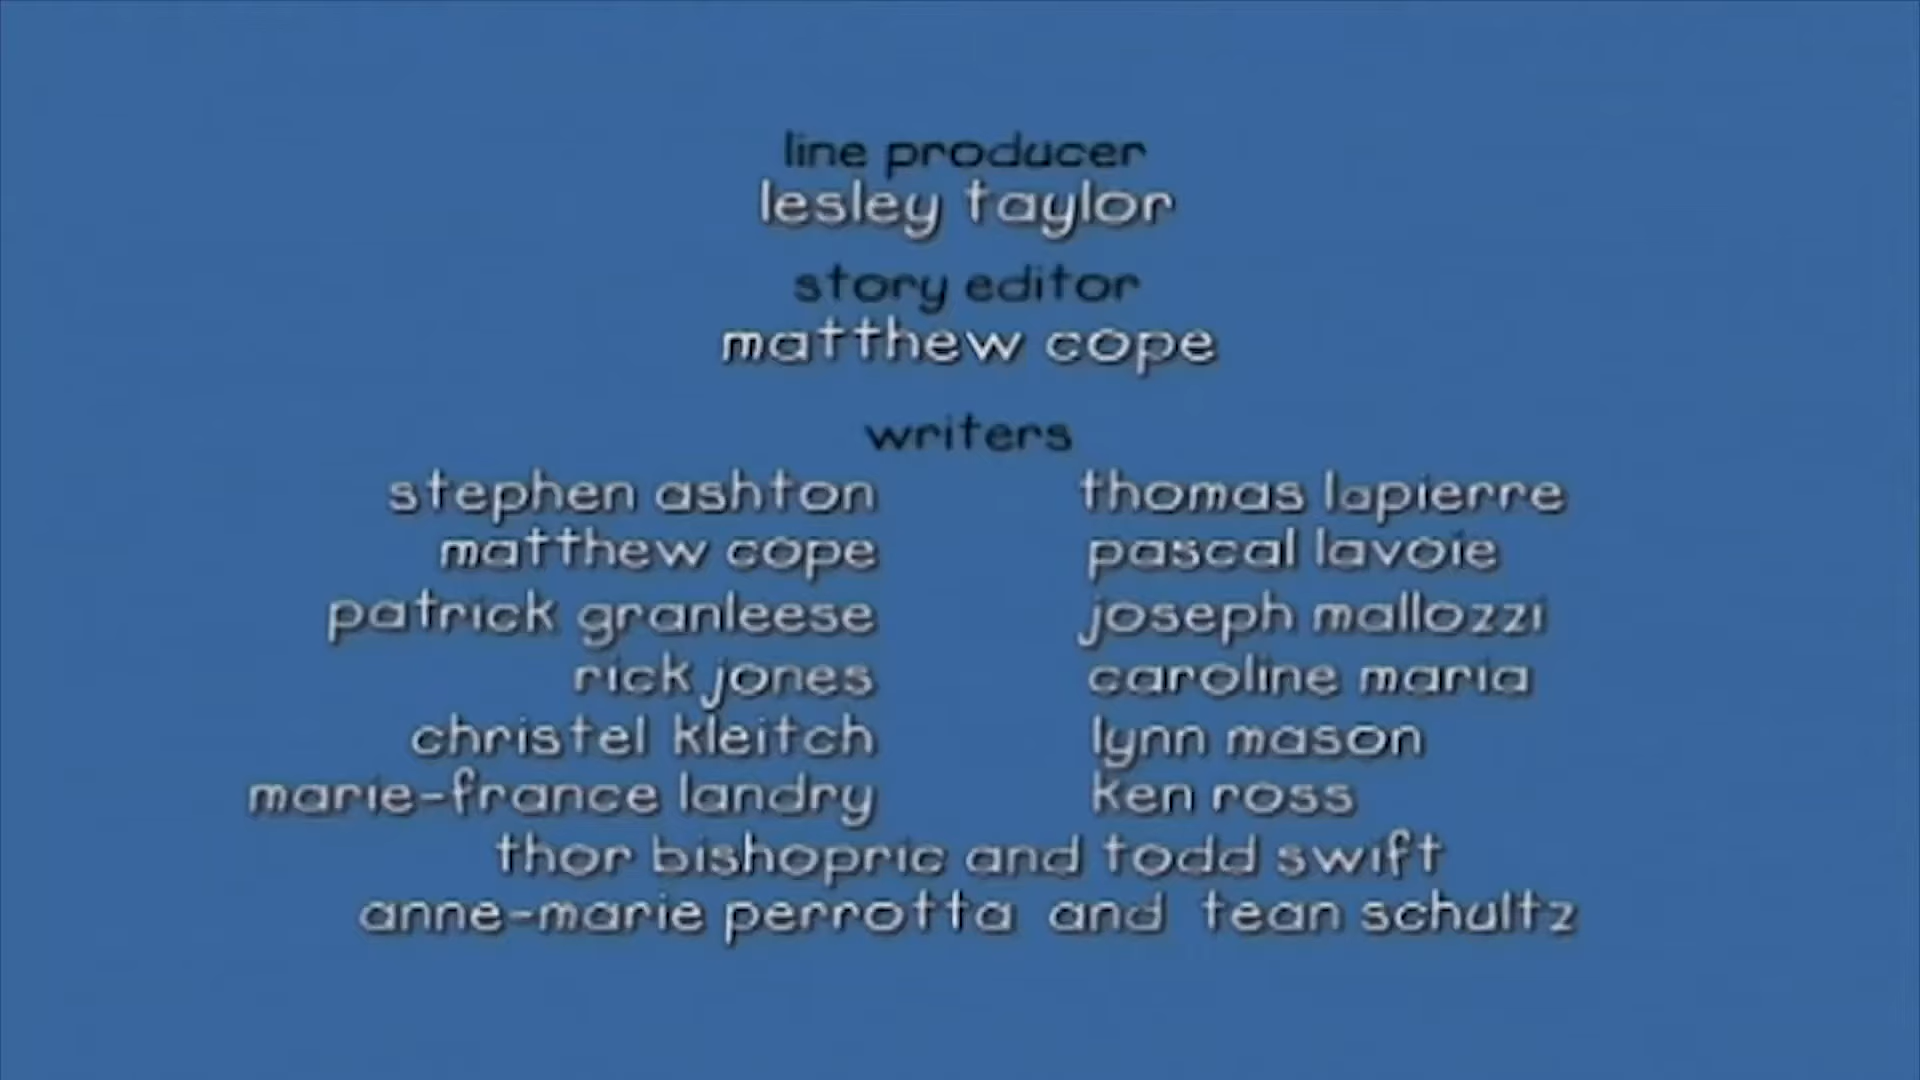 line producer
lesley taylor
story editor
matthew cope
writers
stephen ashton
matthew cope
patrick granleese
rick jones
christel kleitch
marie-france landry
thomas lapierre
pascal lavoie
joseph mallozzi
caroline maria
lynn mason
ken ross
thor bishopric and todd swift
anne-marie perrotta and tean schultz